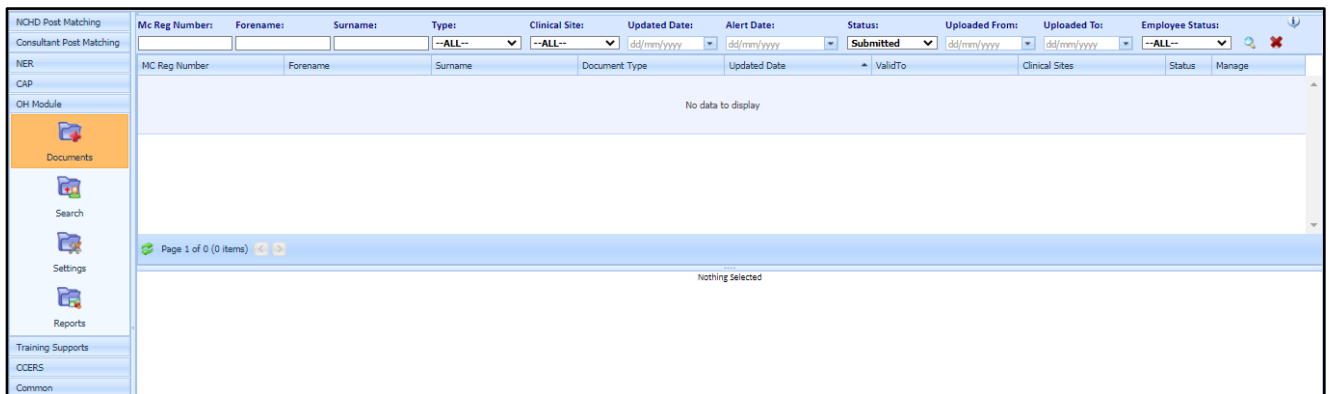 NCHD Post Matching
Consultant Post Matching
NER
CAP
OH Module
Documents
Search
Settings
Reports
Training Supports
CCERS
Common
Mc Reg Number: Forename: Surname: Type: Clinical Site: Updated Date: Alert Date: Status: Uploaded From: Uploaded To: Employee Status:
--ALL-- --ALL-- dd/mm/yyyy dd/mm/yyyy Submitted dd/mm/yyyy dd/mm/yyyy --ALL--
MC Reg Number Forename Surname Document Type Updated Date ValidTo Clinical Sites Status Manage
No data to display
Page 1 of 0 (0 items) < >
Nothing Selected